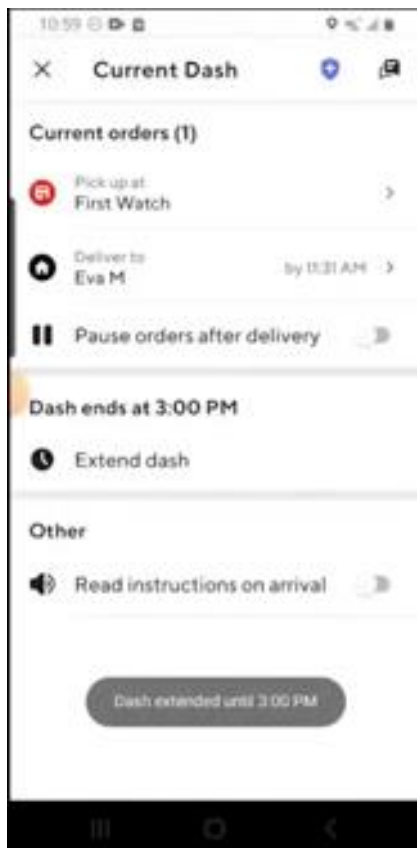 10:59
Current Dash
Current orders (1)
Pick up at
First Watch
Deliver to
Eva M
by 11:31 AM
Pause orders after delivery
Dash ends at 3:00 PM
Extend dash
Other
Read instructions on arrival
Dash extended until 3:00 PM